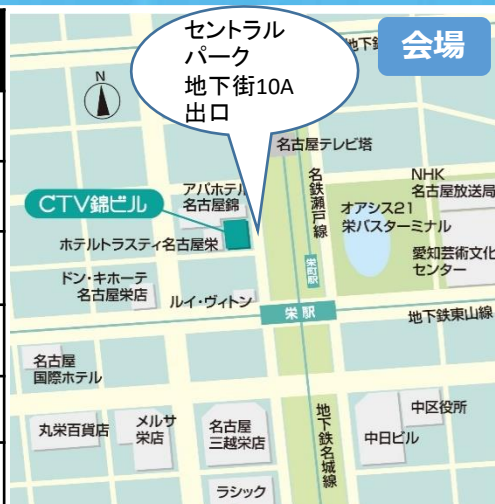 セントラル
パーク
地下街10A
出口
地下鉄
会場
N
名古屋テレビ塔
名鉄瀬戸線
NHK
名古屋放送局
アパホテル
名古屋錦
CTV錦ビル
オアシス21
栄バスターミナル
愛知芸術文化
センター
ホテルトラスティ名古屋栄
栄町駅
ドン・キホーテ
名古屋栄店
ルイ・ヴィトン
栄駅
地下鉄東山線
名古屋
国際ホテル
丸栄百貨店
メルサ
栄店
名古屋
三越栄店
地下鉄名城線
中区役所
中日ビル
ラシック